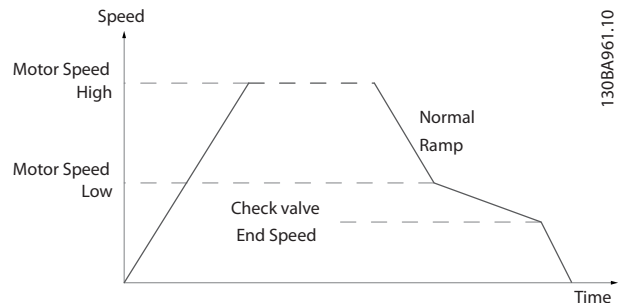 Speed
130BA961.10
Motor Speed
High
Normal
Ramp
Motor Speed
Low
Check valve
End Speed
Time